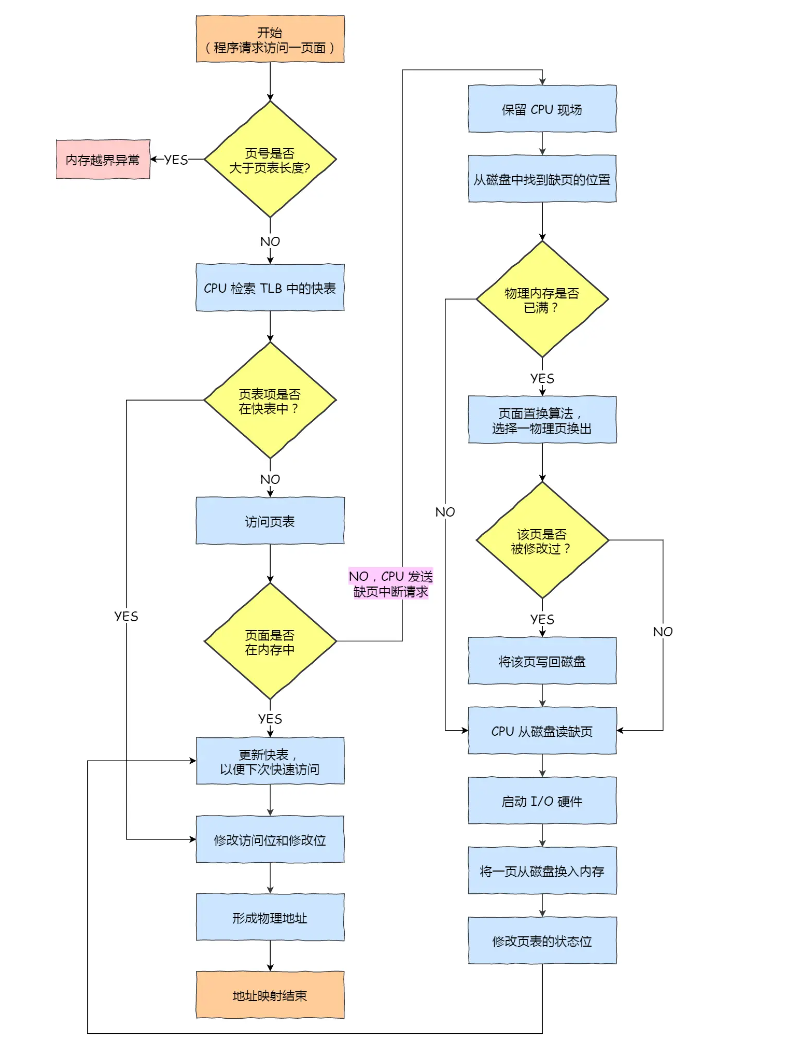 开始
（程序请求访问一页面）
页号是否
大于页表长度?
YES
内存越界异常
NO
CPU 检索 TLB 中的快表
页表项是否
在快表中？
YES
NO
访问页表
页面是否
在内存中
NO，CPU 发送
缺页中断请求
YES
更新快表，
以便下次快速访问
修改访问位和修改位
形成物理地址
地址映射结束
保留 CPU 现场
从磁盘中找到缺页的位置
物理内存是否
已满？
NO
YES
页面置换算法，
选择一物理页换出
该页是否
被修改过？
NO
YES
将该页写回磁盘
CPU 从磁盘读缺页
启动 I/O 硬件
将一页从磁盘换入内存
修改页表的状态位